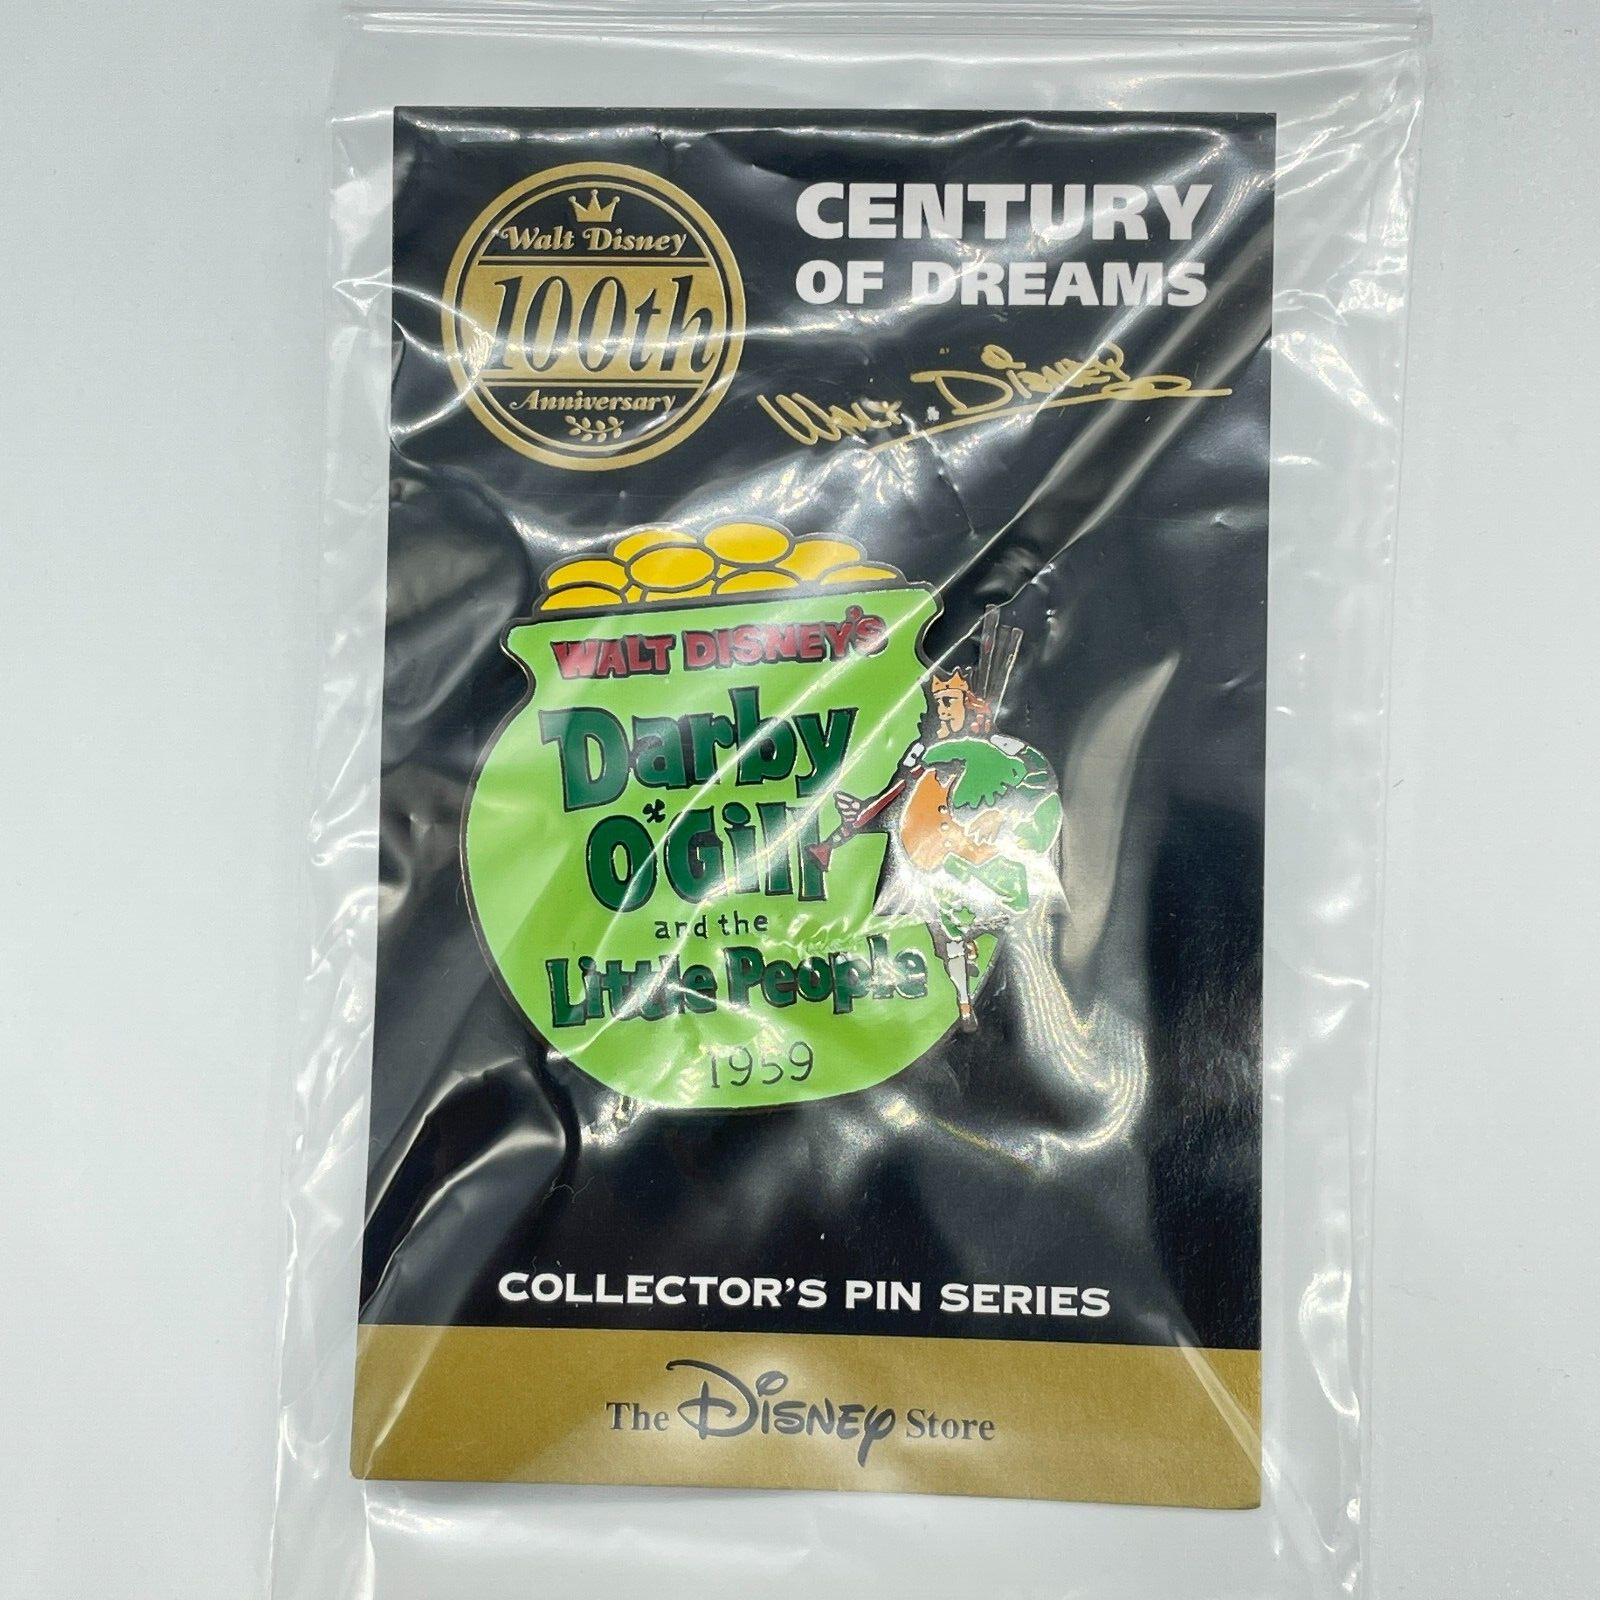 Walt Disney
100th
Anniversary
CENTURY
OF DREAMS
Walt Disney
WALT DISNEY'S
Darby
O'Gill
and the
Little People
1959
COLLECTOR'S PIN SERIES
The Disney Store